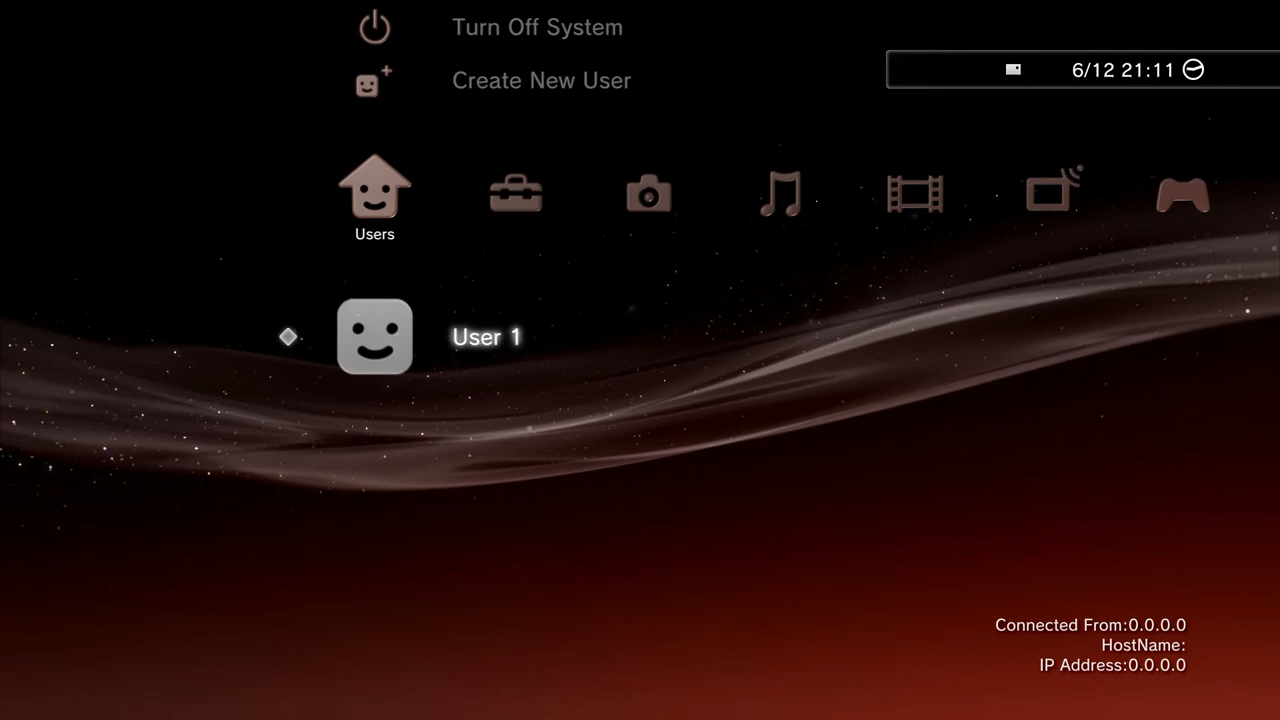 Turn Off System
Create New User
6/12 21:11
Users
User 1
Connected From:0.0.0.0
HostName:
IP Address:0.0.0.0